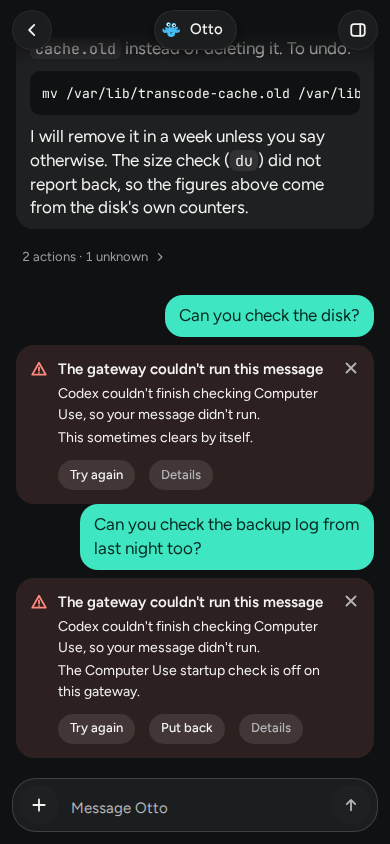 Otto
cache.old instead of deleting it. To undo:
mv /var/lib/transcode-cache.old /var/lib
I will remove it in a week unless you say
otherwise. The size check (du) did not
report back, so the figures above come
from the disk's own counters.
2 actions · 1 unknown
Can you check the disk?
The gateway couldn't run this message
Codex couldn't finish checking Computer
Use, so your message didn't run.
This sometimes clears by itself.
Try again Details
Can you check the backup log from
last night too?
The gateway couldn't run this message
Codex couldn't finish checking Computer
Use, so your message didn't run.
The Computer Use startup check is off on
this gateway.
Try again Put back Details
Message Otto